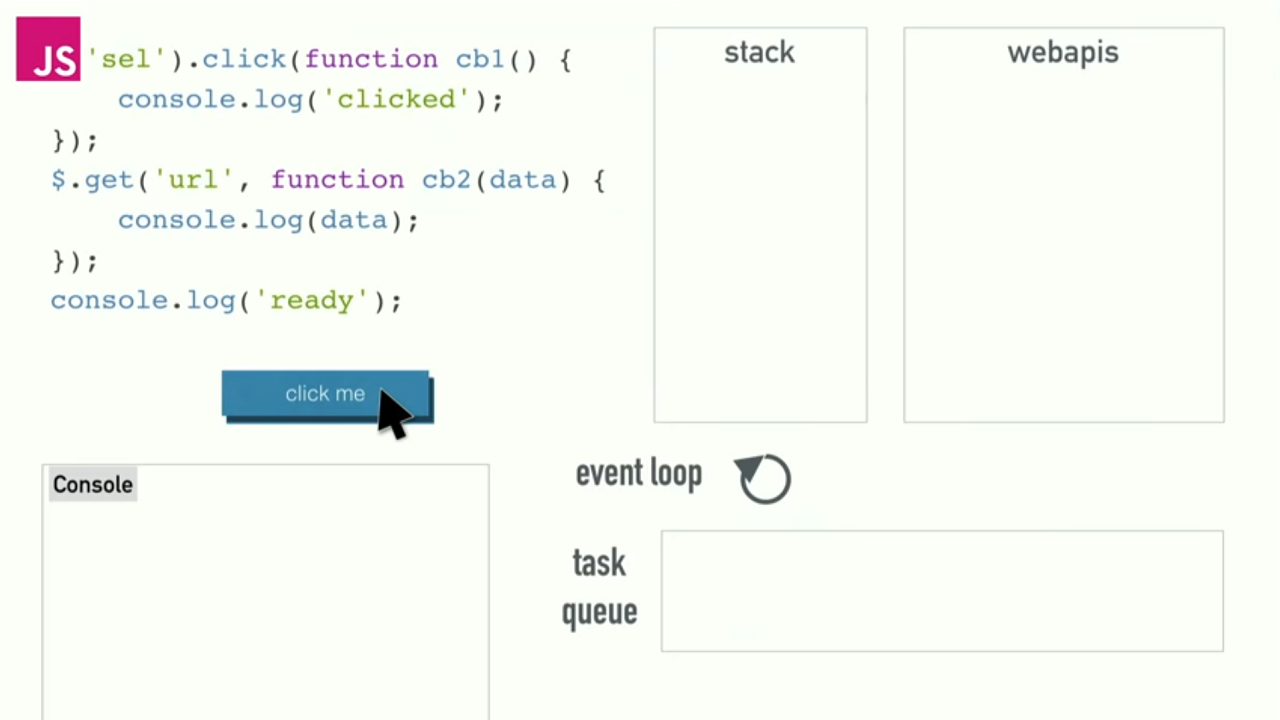 JS
'sel').click(function cb1() {
    console.log('clicked');
});
$.get('url', function cb2(data) {
    console.log(data);
});
console.log('ready');
click me
Console
stack
webapis
event loop
task
queue